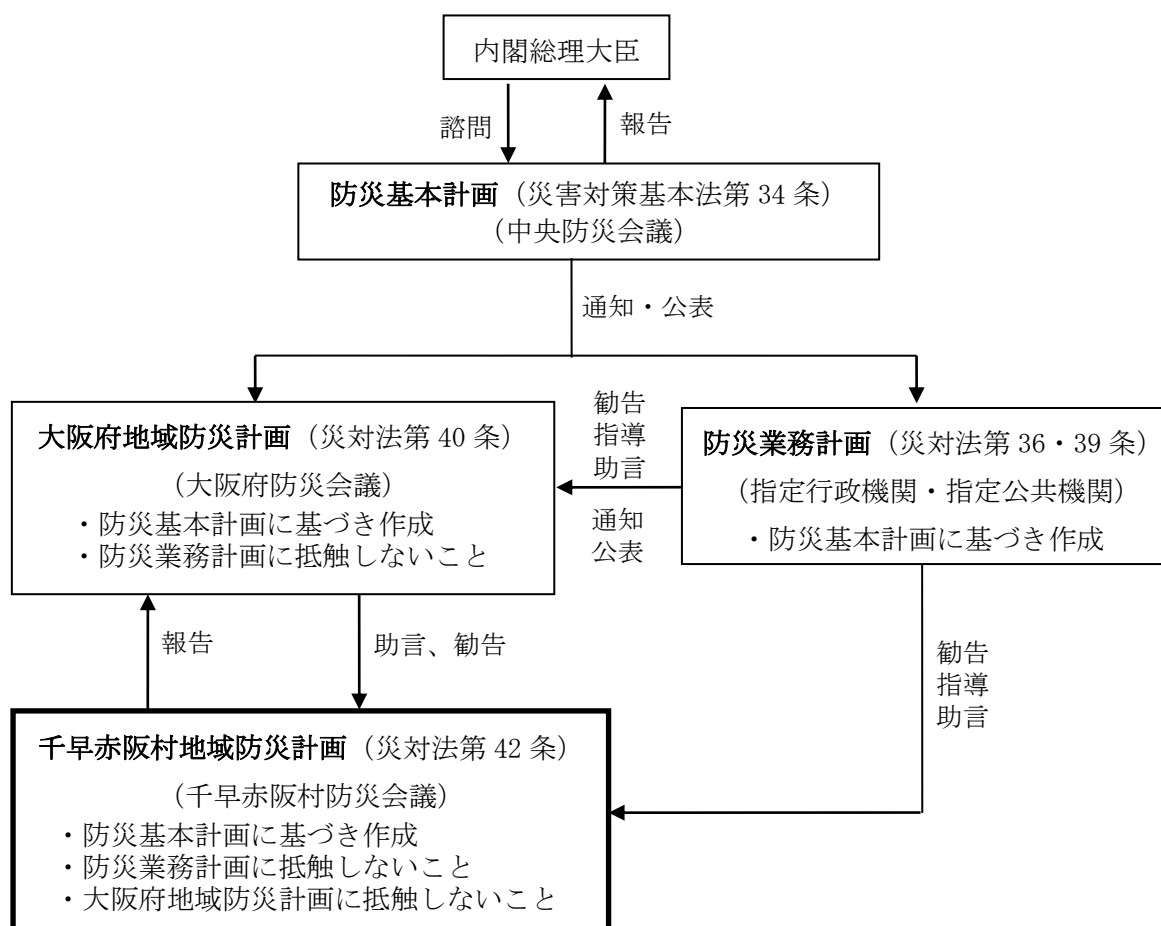 内閣総理大臣
諮問
報告
防災基本計画（災害対策基本法第 34 条）
（中央防災会議）
通知・公表
大阪府地域防災計画（災対法第 40 条）
（大阪府防災会議）
・防災基本計画に基づき作成
・防災業務計画に抵触しないこと
勧告
指導
助言
通知
公表
防災業務計画（災対法第 36・39 条）
（指定行政機関・指定公共機関）
・防災基本計画に基づき作成
報告
助言、勧告
勧告
指導
助言
千早赤阪村地域防災計画（災対法第 42 条）
（千早赤阪村防災会議）
・防災基本計画に基づき作成
・防災業務計画に抵触しないこと
・大阪府地域防災計画に抵触しないこと